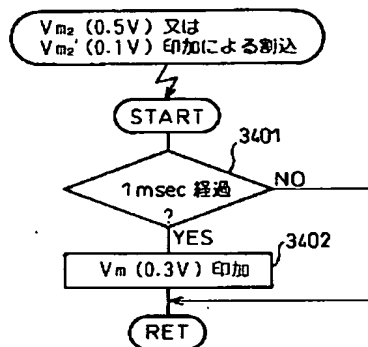 Vm₂ (0.5V) 又は
Vm₂' (0.1V) 印加による割込
START
3401
1msec 経過
NO
?
YES
3402
Vm (0.3V) 印加
RET